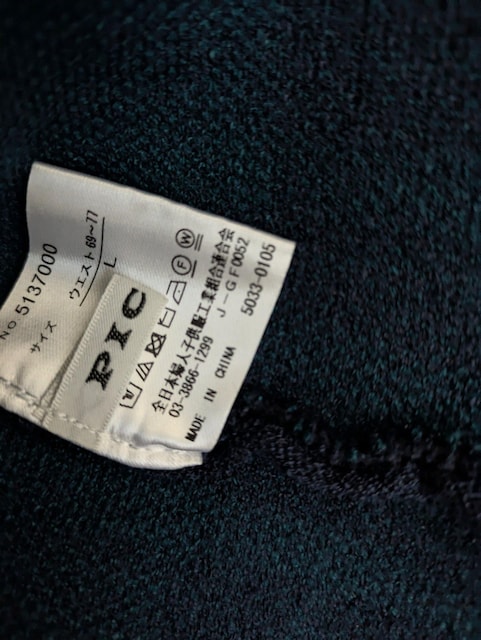 NO 5137000
サイズ
ウエスト69～77
L
PIC
W
F
全日本婦人子供服工業組合連合会
03-3866-1299 J-GF0052
MADE IN CHINA 5033-0105